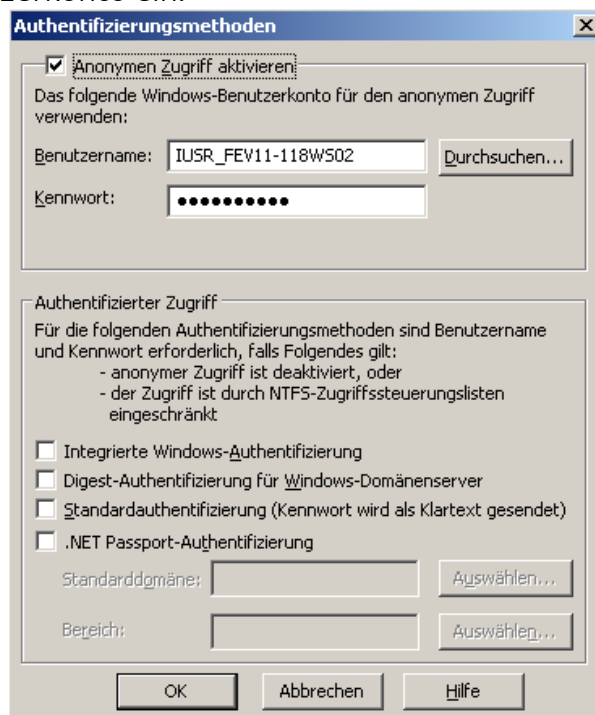 Authentifizierungsmethoden
Anonymen Zugriff aktivieren
Das folgende Windows-Benutzerkonto für den anonymen Zugriff
verwenden:
Benutzername: IUSR_FEV11-118WS02 Durchsuchen...
Kennwort: ●●●●●●●●●●
Authentifizierter Zugriff
Für die folgenden Authentifizierungsmethoden sind Benutzername
und Kennwort erforderlich, falls Folgendes gilt:
- anonymer Zugriff ist deaktiviert, oder
- der Zugriff ist durch NTFS-Zugriffssteuerungslisten
eingeschränkt
Integrierte Windows-Authentifizierung
Digest-Authentifizierung für Windows-Domänenserver
Standardauthentifizierung (Kennwort wird als Klartext gesendet)
.NET Passport-Authentifizierung
Standarddomäne: Auswählen...
Bereich: Auswählen...
OK Abbrechen Hilfe